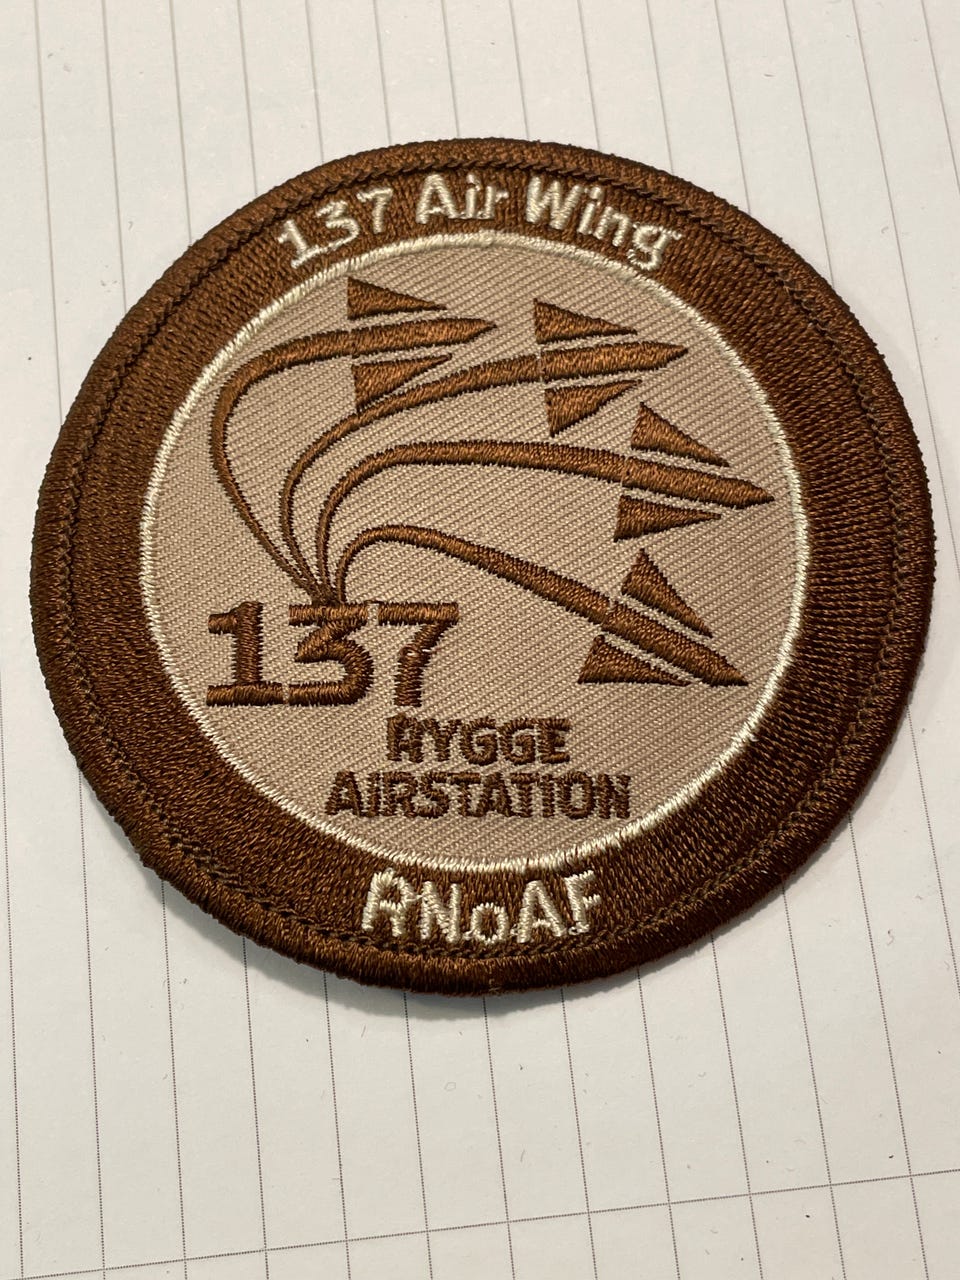 137 Air Wing
137
RYGGE
AIRSTATION
RNoAF